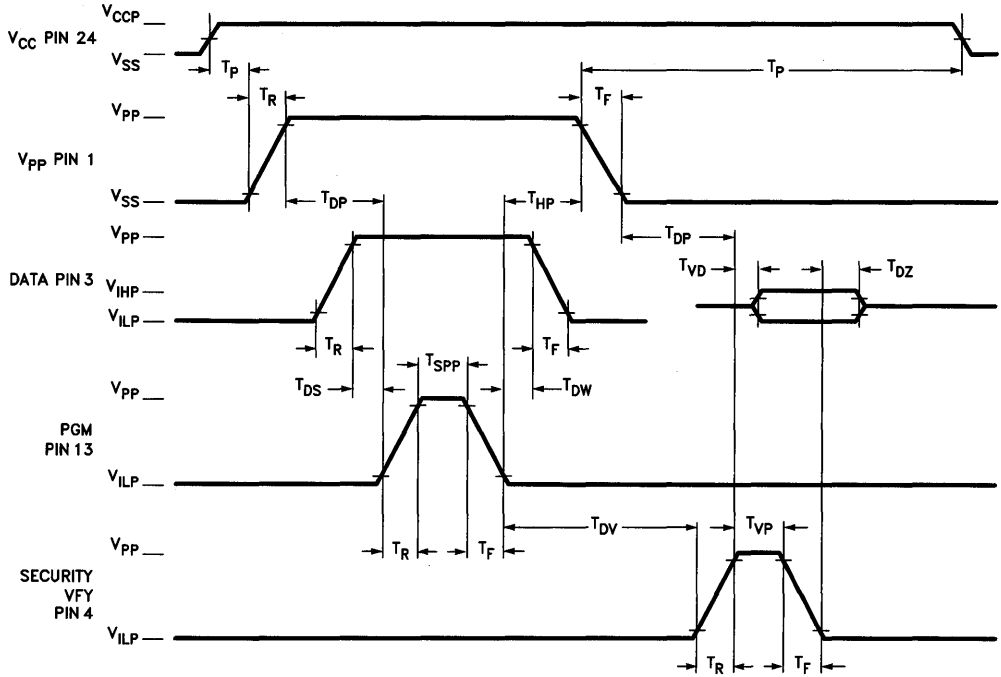 V_CCP
V_CC PIN 24
V_SS
T_P
T_P
T_R
T_F
V_PP
V_PP PIN 1
V_SS
T_DP
T_HP
V_PP
T_DP
T_VD
T_DZ
DATA PIN 3
V_IHP
V_ILP
T_R
T_SPP
T_F
T_DS
T_DW
V_PP
PGM
PIN 13
V_ILP
T_DV
T_VP
V_PP
T_R
T_F
SECURITY
VFY
PIN 4
V_ILP
T_R
T_F